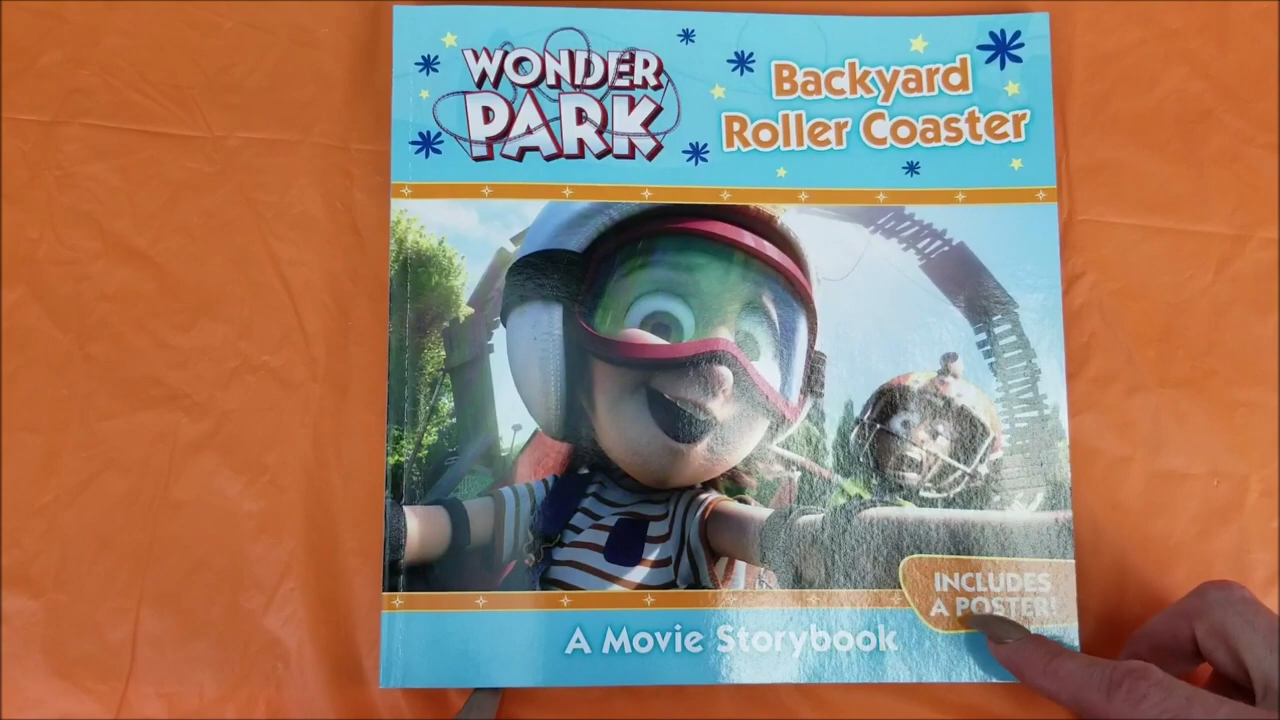 WONDER
PARK
Backyard
Roller Coaster
INCLUDES
A POSTER!
A Movie Storybook